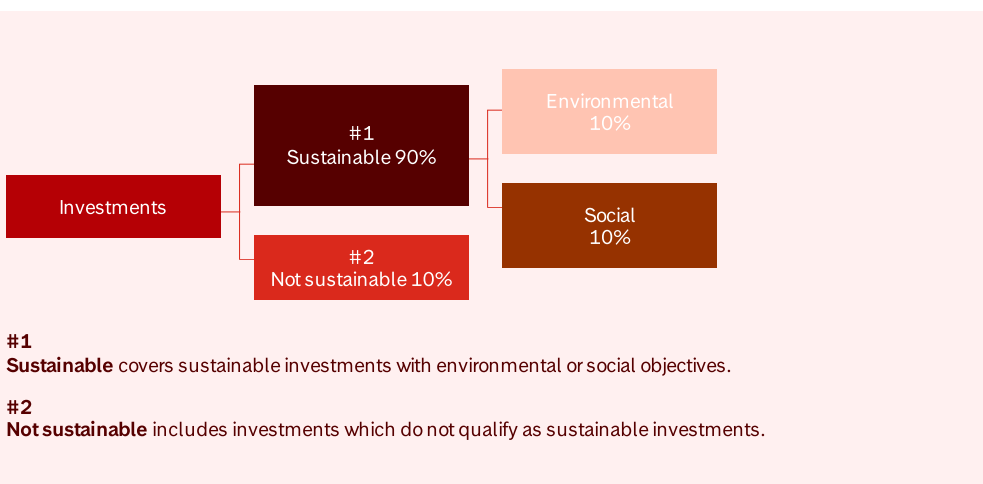 Investments
#1
Sustainable 90%
#2
Not sustainable 10%
Environmental
10%
Social
10%
#1
Sustainable covers sustainable investments with environmental or social objectives.
#2
Not sustainable includes investments which do not qualify as sustainable investments.